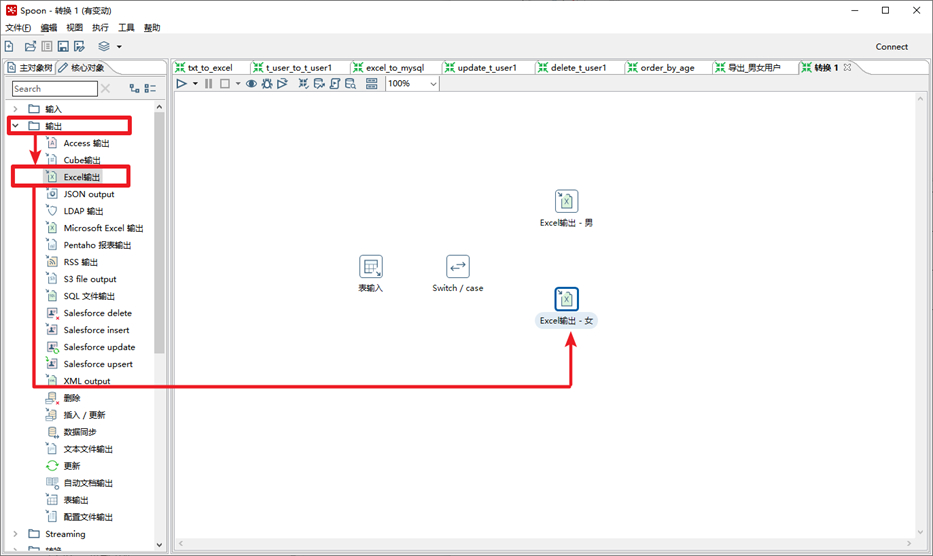 Spoon - 转换 1 (有变动)
文件(F) 编辑 视图 执行 工具 帮助
Connect
主对象树 核心对象
txt_to_excel t_user_to_t_user1 excel_to_mysql update_t_user1 delete_t_user1 order_by_age 导出_男女用户 转换 1
Search
100%
输入
输出
Access 输出
Cube输出
Excel输出
JSON output
LDAP 输出
Microsoft Excel 输出
Pentaho 报表输出
RSS 输出
S3 file output
SQL 文件输出
Salesforce delete
Salesforce insert
Salesforce update
Salesforce upsert
XML output
删除
插入 / 更新
数据同步
文本文件输出
更新
自动文档输出
表输出
配置文件输出
Streaming
转换
Excel输出 - 男
表输入
Switch / case
Excel输出 - 女